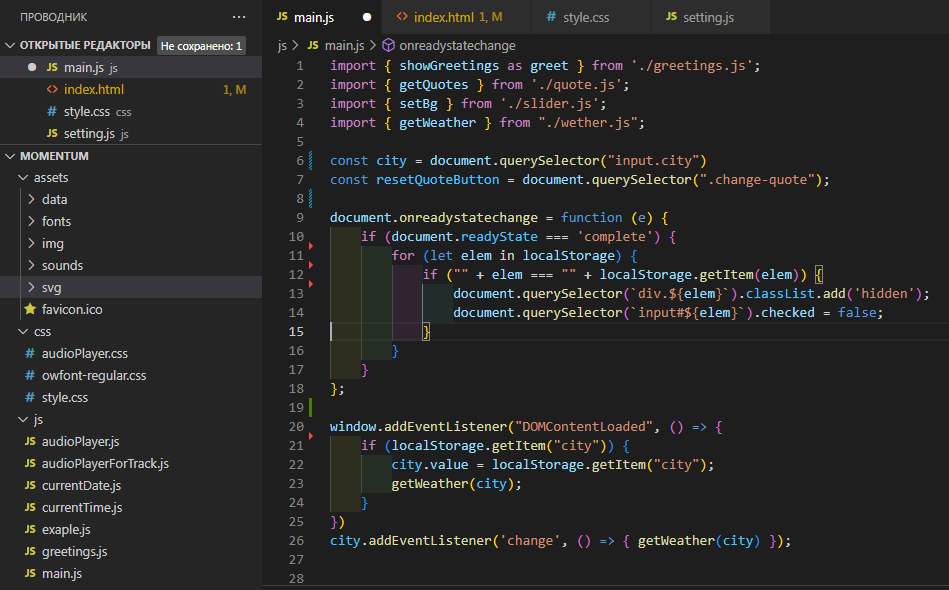 ПРОВОДНИК ···
ОТКРЫТЫЕ РЕДАКТОРЫ Не сохранено: 1
JS main.js js
<> index.html 1, M
# style.css css
JS setting.js js
MOMENTUM
assets
data
fonts
img
sounds
svg
favicon.ico
css
# audioPlayer.css
# owfont-regular.css
# style.css
js
JS audioPlayer.js
JS audioPlayerForTrack.js
JS currentDate.js
JS currentTime.js
JS exaple.js
JS greetings.js
JS main.js
JS main.js <> index.html 1, M # style.css JS setting.js
js > JS main.js > onreadystatechange
1 import { showGreetings as greet } from './greetings.js';
2 import { getQuotes } from './quote.js';
3 import { setBg } from './slider.js';
4 import { getWeather } from "./wether.js";
5
6 const city = document.querySelector("input.city")
7 const resetQuoteButton = document.querySelector(".change-quote");
8
9 document.onreadystatechange = function (e) {
10 if (document.readyState === 'complete') {
11 for (let elem in localStorage) {
12 if ("" + elem === "" + localStorage.getItem(elem)) {
13 document.querySelector(`div.${elem}`).classList.add('hidden');
14 document.querySelector(`input#${elem}`).checked = false;
15 }
16 }
17 }
18 };
19
20 window.addEventListener("DOMContentLoaded", () => {
21 if (localStorage.getItem("city")) {
22 city.value = localStorage.getItem("city");
23 getWeather(city);
24 }
25 })
26 city.addEventListener('change', () => { getWeather(city) });
27
28